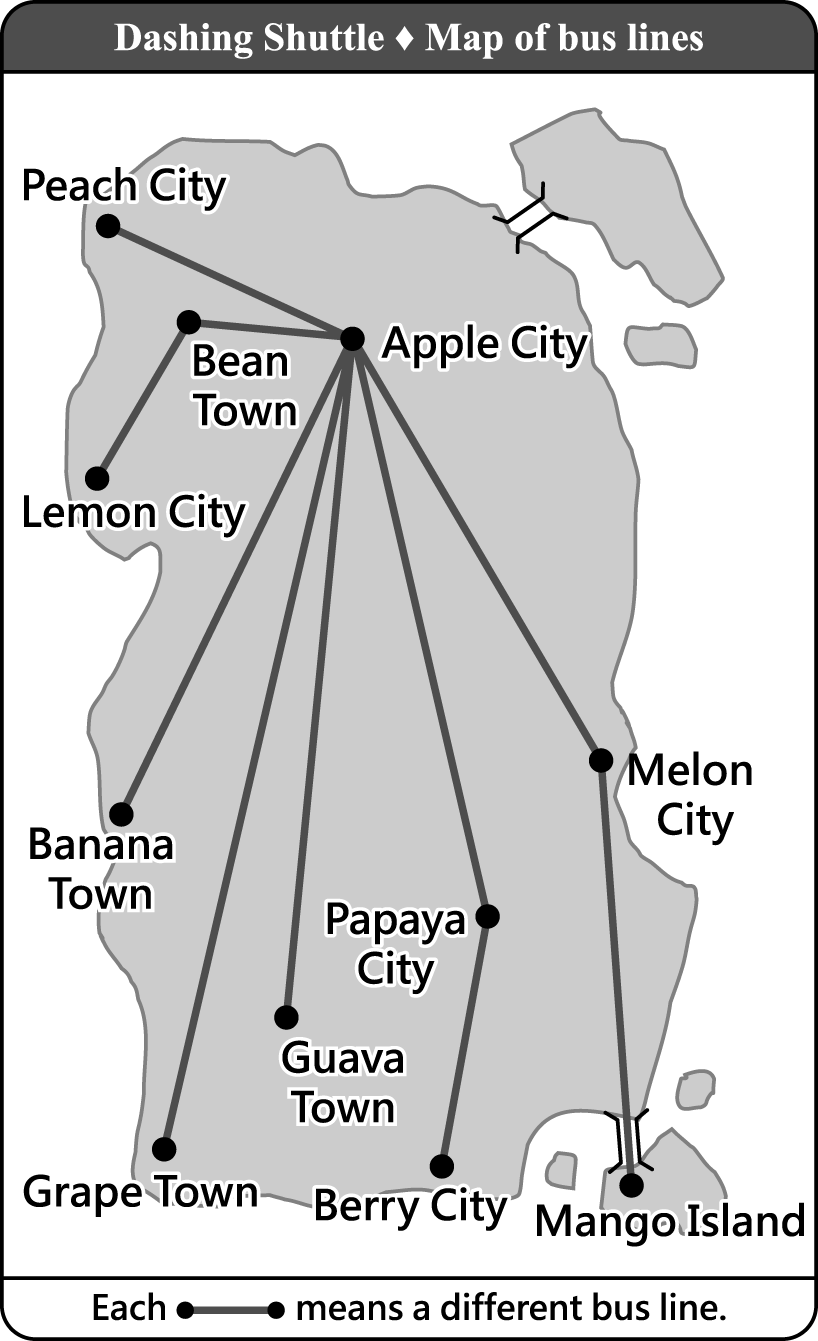 Dashing Shuttle ♦ Map of bus lines
Peach City
Apple City
Bean
Town
Lemon City
Melon
City
Banana
Town
Papaya
City
Guava
Town
Grape Town
Berry City
Mango Island
Each means a different bus line.